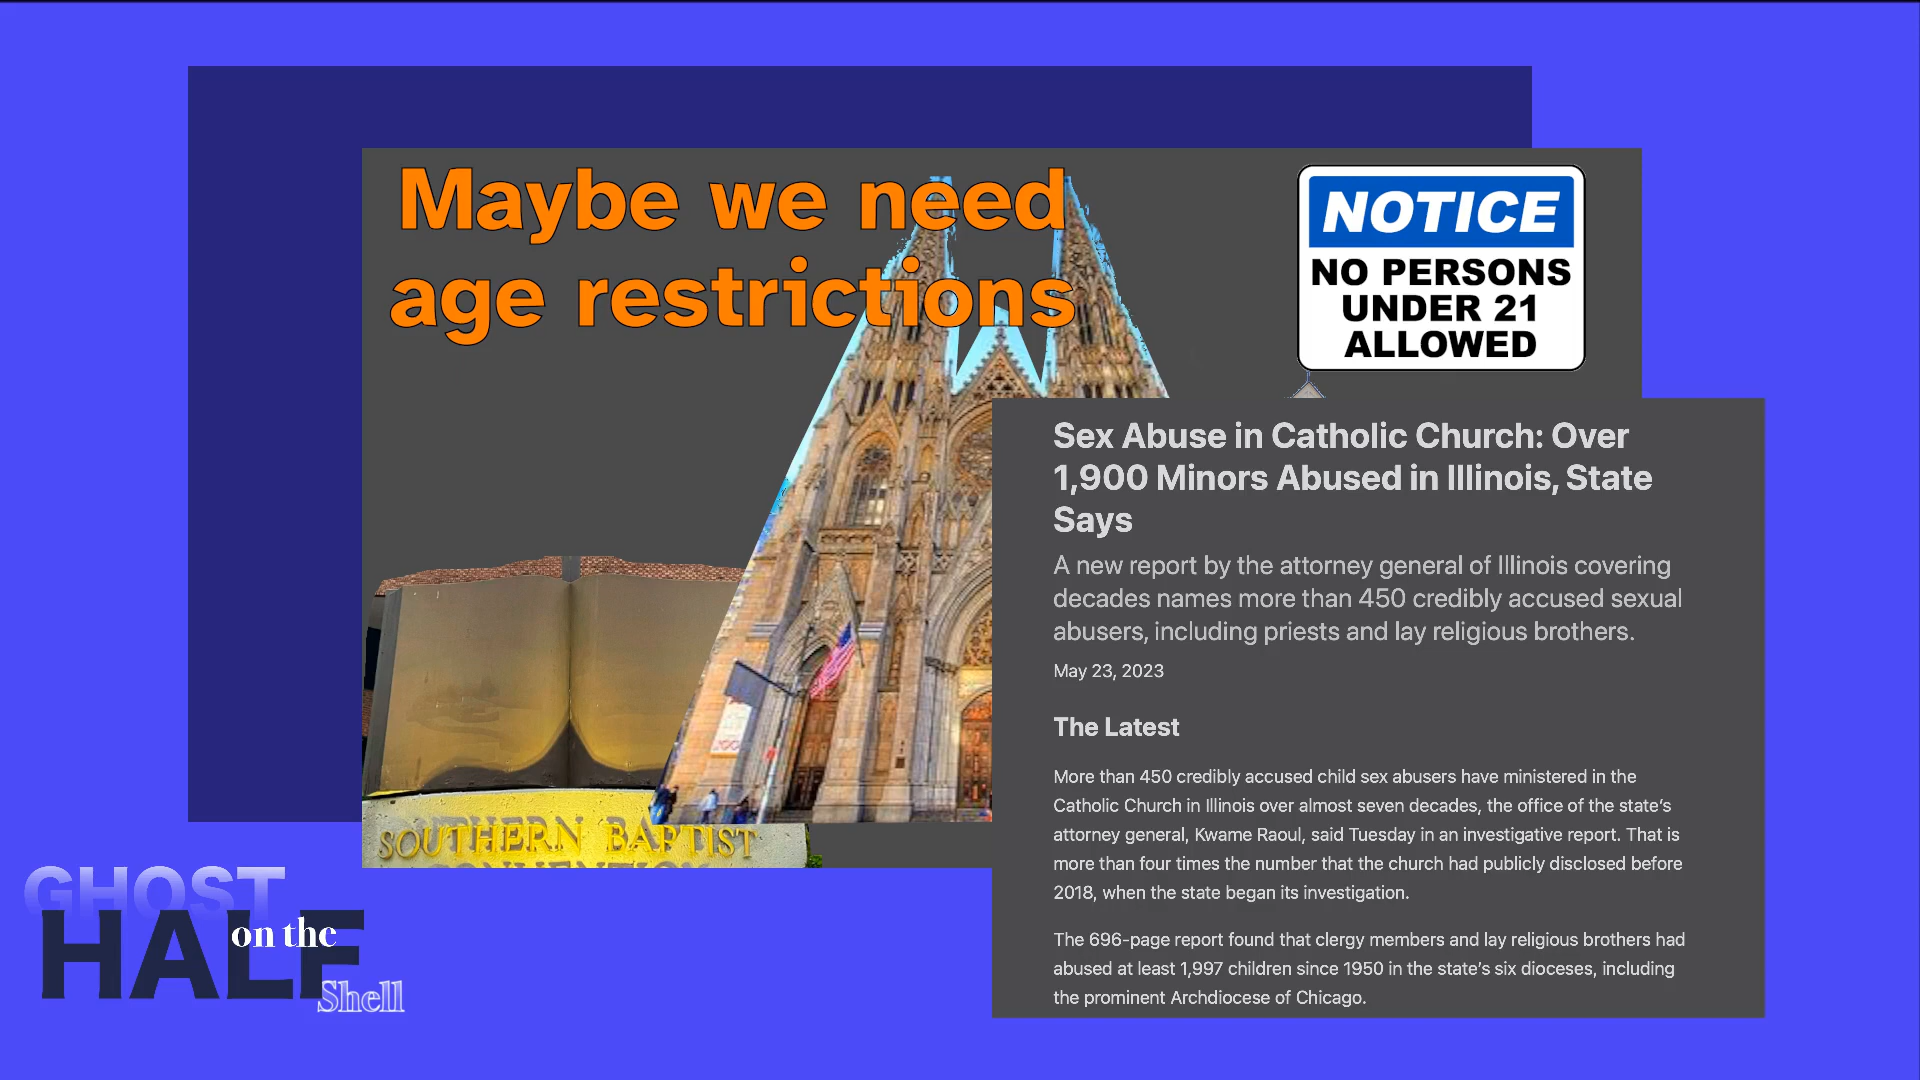 Maybe we need
age restrictions
NOTICE
NO PERSONS
UNDER 21
ALLOWED
Sex Abuse in Catholic Church: Over
1,900 Minors Abused in Illinois, State
Says
A new report by the attorney general of Illinois covering
decades names more than 450 credibly accused sexual
abusers, including priests and lay religious brothers.
May 23, 2023
The Latest
More than 450 credibly accused child sex abusers have ministered in the
Catholic Church in Illinois over almost seven decades, the office of the state's
attorney general, Kwame Raoul, said Tuesday in an investigative report. That is
more than four times the number that the church had publicly disclosed before
2018, when the state began its investigation.
The 696-page report found that clergy members and lay religious brothers had
abused at least 1,997 children since 1950 in the state's six dioceses, including
the prominent Archdiocese of Chicago.
SOUTHERN BAPTIST
CONVENTION
GHOST
on the
HALF
Shell